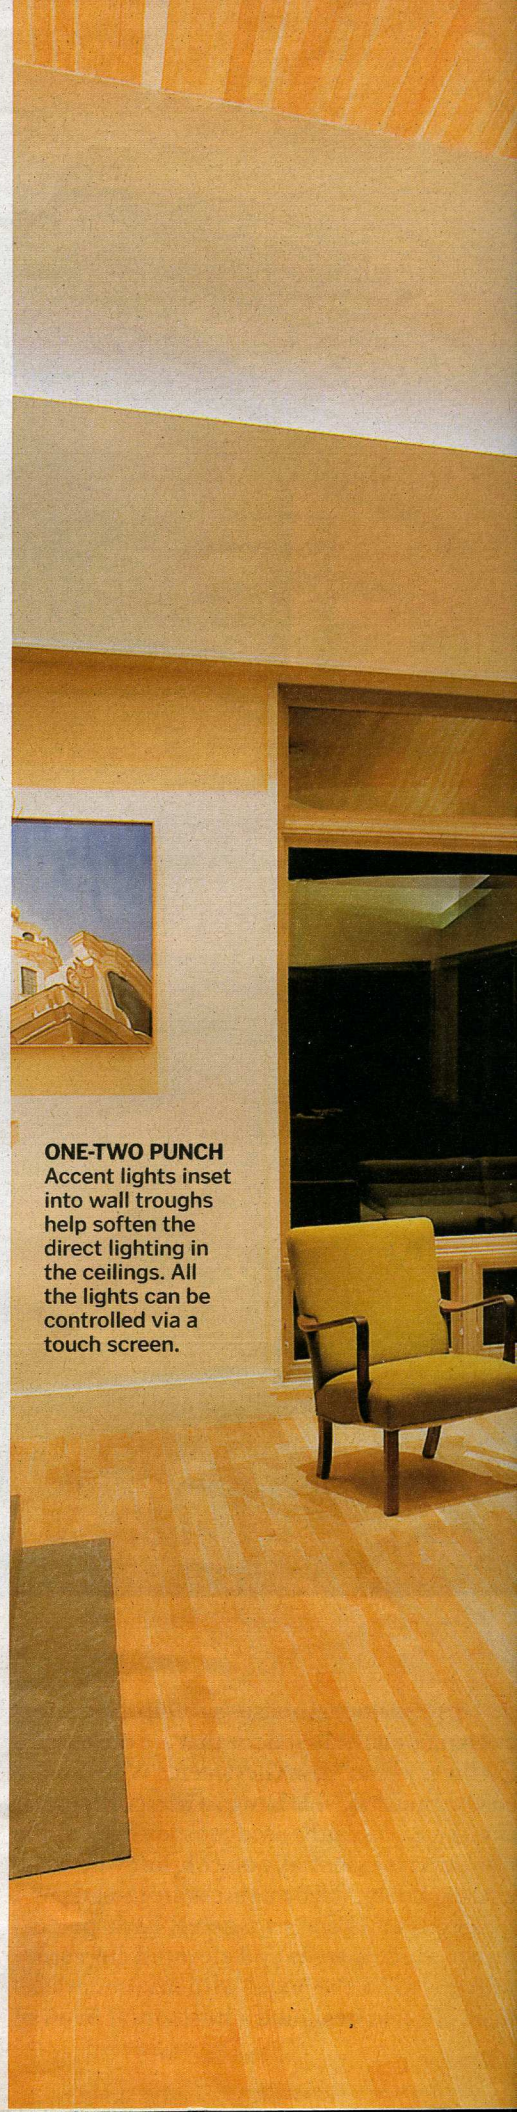 ONE-TWO PUNCH
Accent lights inset
into wall troughs
help soften the
direct lighting in
the ceilings. All
the lights can be
controlled via a
touch screen.